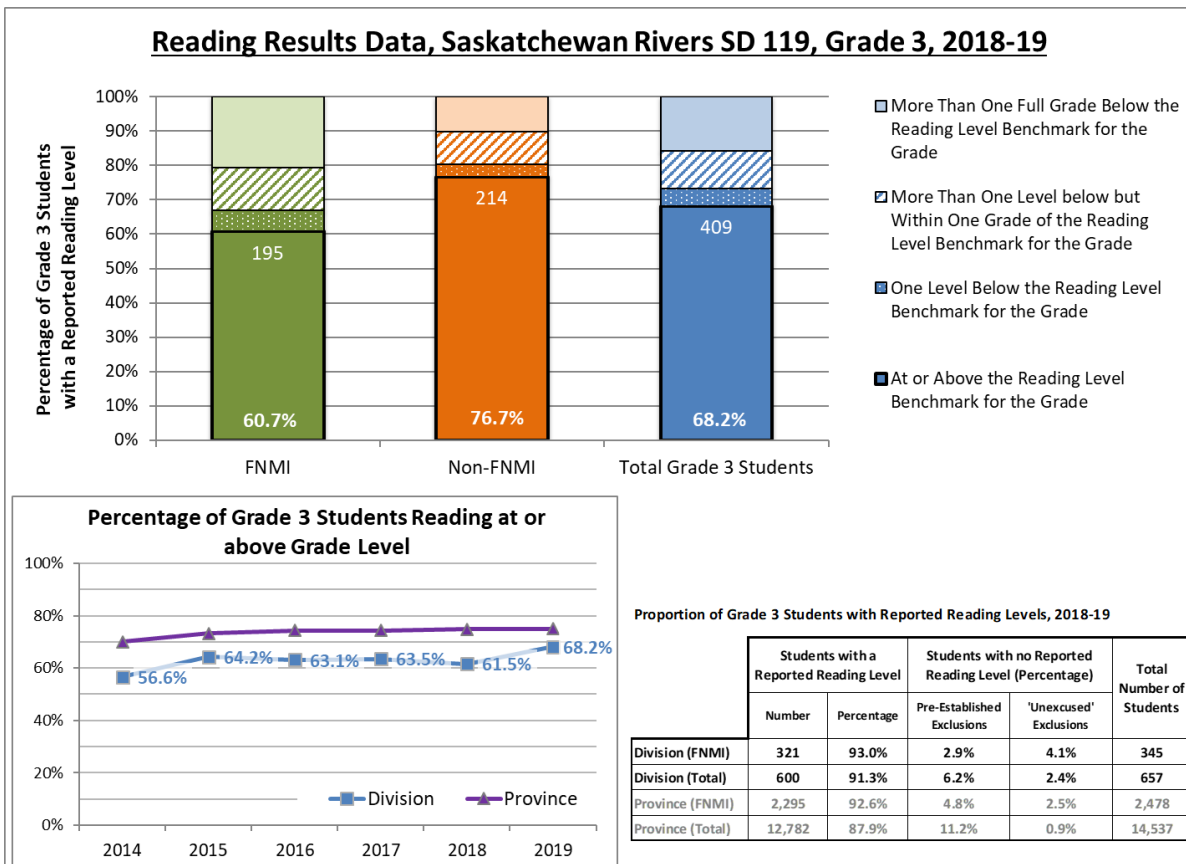 Reading Results Data, Saskatchewan Rivers SD 119, Grade 3, 2018-19
Percentage of Grade 3 Students
with a Reported Reading Level
100%
90%
80%
70%
60%
50%
40%
30%
20%
10%
0%
195
60.7%
214
76.7%
409
68.2%
FNMI
Non-FNMI
Total Grade 3 Students
More Than One Full Grade Below the
Reading Level Benchmark for the
Grade
More Than One Level below but
Within One Grade of the Reading
Level Benchmark for the Grade
One Level Below the Reading Level
Benchmark for the Grade
At or Above the Reading Level
Benchmark for the Grade
Percentage of Grade 3 Students Reading at or
above Grade Level
100%
80%
60%
40%
20%
0%
56.6%
64.2%
63.1%
63.5%
61.5%
68.2%
Division
Province
2014 2015 2016 2017 2018 2019
Proportion of Grade 3 Students with Reported Reading Levels, 2018-19
Students with a
Reported Reading Level
Students with no Reported
Reading Level (Percentage)
Total
Number of
Students
Number
Percentage
Pre-Established
Exclusions
'Unexcused'
Exclusions
Division (FNMI) 321 93.0% 2.9% 4.1% 345
Division (Total) 600 91.3% 6.2% 2.4% 657
Province (FNMI) 2,295 92.6% 4.8% 2.5% 2,478
Province (Total) 12,782 87.9% 11.2% 0.9% 14,537